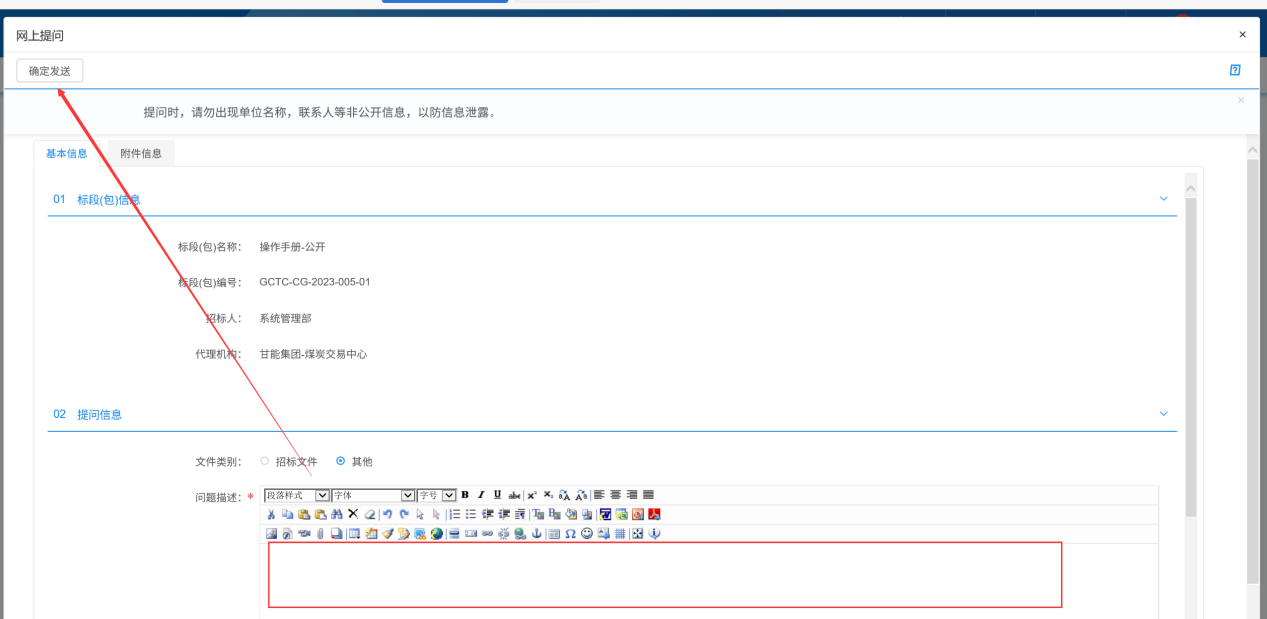 网上提问
×
确定发送
提问时，请勿出现单位名称，联系人等非公开信息，以防信息泄露。
×
基本信息 附件信息
01 标段(包)信息
标段(包)名称： 操作手册-公开
标段(包)编号： GCTC-CG-2023-005-01
招标人： 系统管理部
代理机构： 甘能集团-煤炭交易中心
02 提问信息
文件类别： 招标文件 其他
问题描述：* 段落样式 字体 字号 B I U abc